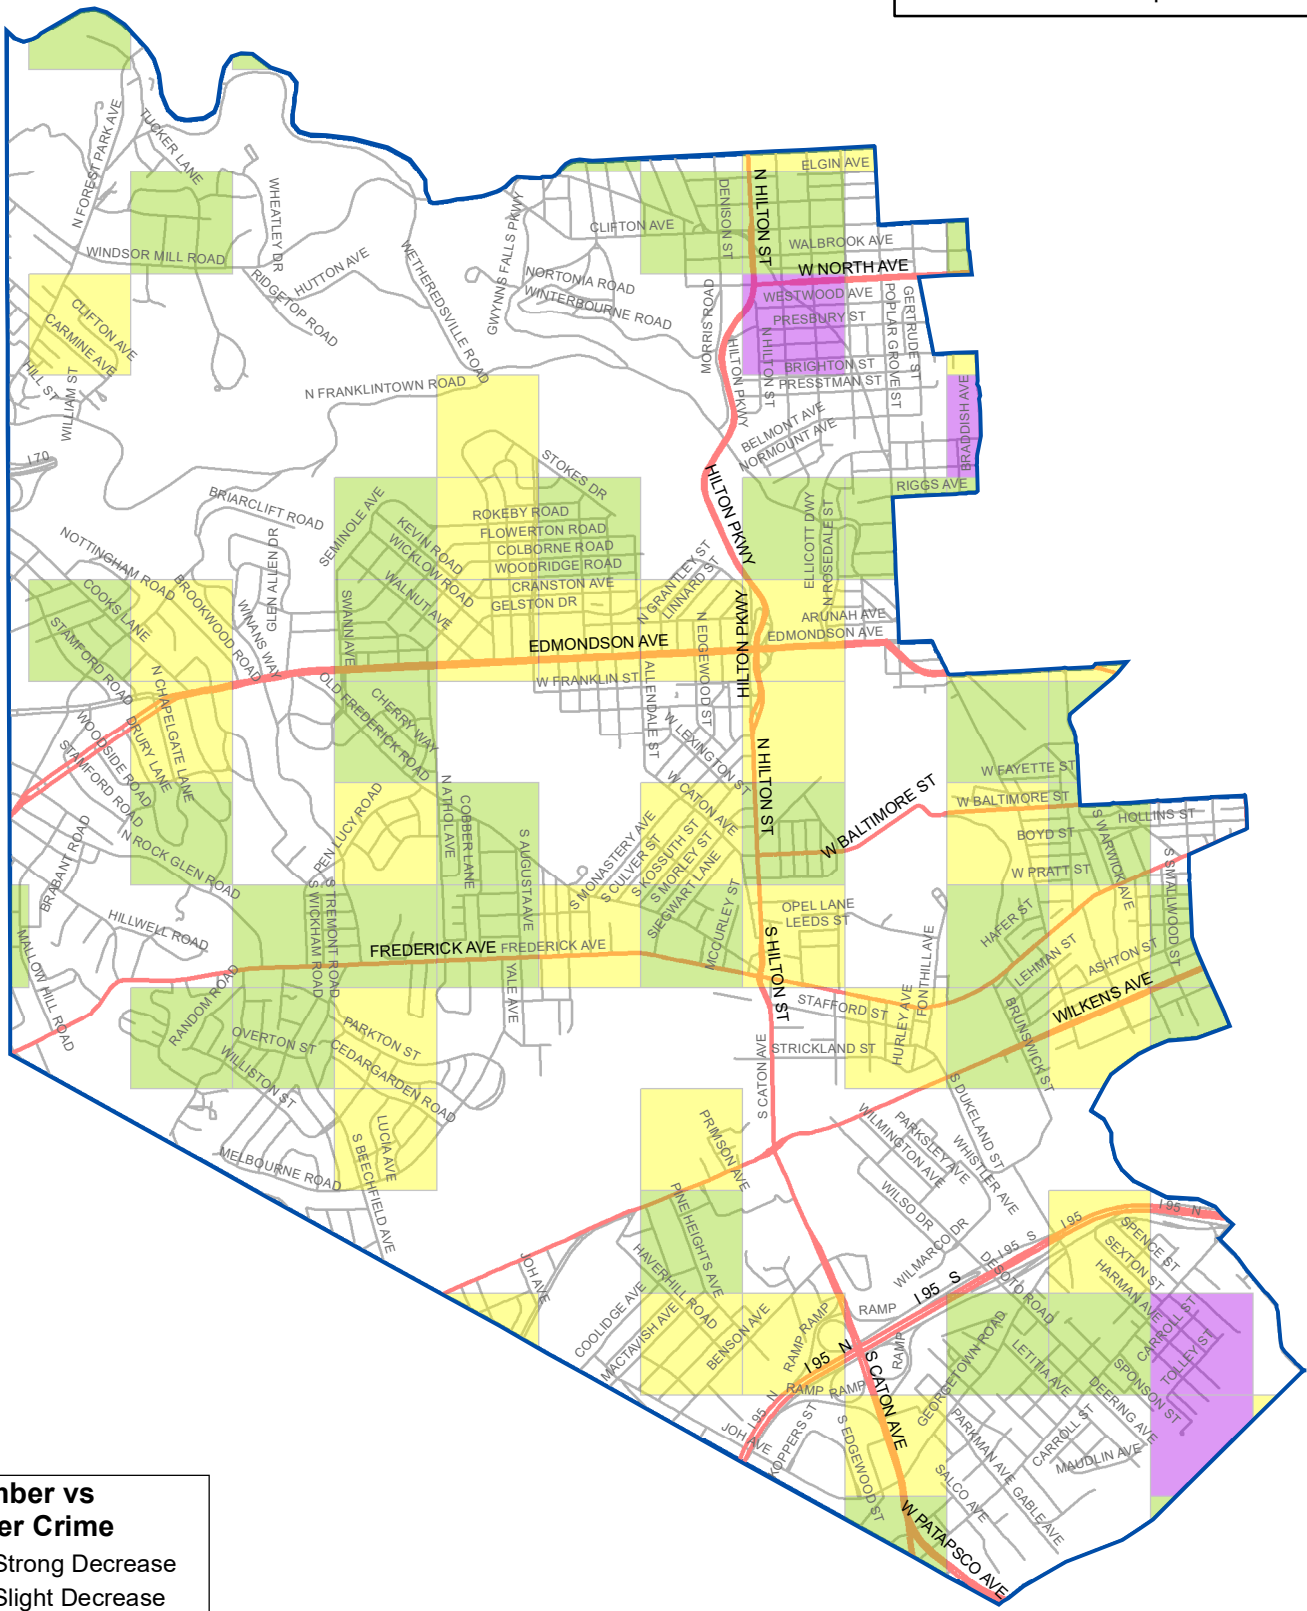 ELGIN AVE
N FOREST PARK AVE
TUCKER LANE
WHEATLEY DR
DENISON ST
N HILTON ST
CLIFTON AVE
GWYNNS FALLS PKWY
WALBROOK AVE
WINDSOR MILL ROAD
HUTTON AVE
WETHEREDSVILLE ROAD
W NORTH AVE
RIDGETOP ROAD
NORTONIA ROAD
WINTERBOURNE ROAD
MORRIS ROAD
WESTWOOD AVE
POPLAR GROVE ST
GERTRUDE ST
PRESBURY ST
CLIFTON AVE
CARMINE AVE
HILL ST
WILLIAM ST
HILTON PKWY
N HILTON ST
BRIGHTON ST
PRESSTMAN ST
N FRANKLINTOWN ROAD
BRADDISH AVE
BELMONT AVE
NORMOUNT AVE
I 70
STOKES DR
HILTON PKWY
RIGGS AVE
BRIARCLIFT ROAD
SEMINOLE AVE
ROKEBY ROAD
FLOWERTON ROAD
COLBORNE ROAD
WOODRIDGE ROAD
CRANSTON AVE
GELSTON DR
KEVIN ROAD
WICKLOW ROAD
WALNUT AVE
ELLICOTT DWY
N ROSEDALE ST
NOTTINGHAM ROAD
COOKS LANE
STAMFORD ROAD
BROOKWOOD ROAD
WINANS WAY
GLEN ALLEN DR
SWANN AVE
N GRANTLEY ST
LINNARD ST
N EDGEWOOD ST
HILTON PKWY
ARUNAH AVE
EDMONDSON AVE
EDMONDSON AVE
W FRANKLIN ST
ALLENDALE ST
N CHAPELGATE LANE
DRURY LANE
OLD FREDERICK ROAD
CHERRY WAY
W LEXINGTON ST
WOODSIDE ROAD
STAMFORD ROAD
N HILTON ST
W FAYETTE ST
W CATON AVE
W BALTIMORE ST
W BALTIMORE ST
N ATHOL AVE
COBBER LANE
S AUGUSTA AVE
PEN LUCY ROAD
HOLLINS ST
BOYD ST
S WARWICK AVE
W PRATT ST
S SMALLWOOD ST
BRABANT ROAD
N ROCK GLEN ROAD
S MONASTERY AVE
S CULVER ST
S KOSSUTH ST
S MORLEY ST
SIEGWART LANE
MCCURLEY ST
OPEL LANE
LEEDS ST
HILLWELL ROAD
S WICKHAM ROAD
S TREMONT ROAD
FREDERICK AVE
FREDERICK AVE
MALLOW HILL ROAD
RANDOM ROAD
YALE AVE
S HILTON ST
HAFER ST
LEHMAN ST
ASHTON ST
WILKENS AVE
FONTHILL AVE
HURLEY AVE
STAFFORD ST
STRICKLAND ST
BRUNSWICK ST
PARKTON ST
CEDARGARDEN ROAD
OVERTON ST
WILLISTON ST
S CATON AVE
LUCIA AVE
S BEECHFIELD AVE
MELBOURNE ROAD
PRIMSON AVE
WILMINGTON AVE
PARKSLEY AVE
S DUKELAND ST
WHISTLER AVE
PINE HEIGHTS AVE
WILSO DR
WILMARCO DR
I 95
I 95 N
SPENCE ST
SEXTON ST
HARMAN AVE
HAVERHILL ROAD
JOH AVE
COOLIDGE AVE
MACTAVISH AVE
BENSON AVE
I 95 S
I 95 S
DESOTO ROAD
RAMP
RAMP
RAMP
RAMP
I 95 N
RAMP
RAMP
S CATON AVE
GEORGETOWN ROAD
LETITIA AVE
CARROLL ST
TOLLEY ST
SPONSON ST
DEERING AVE
I 95 N
JOH AVE
KOPPERS ST
S EDGEWOOD ST
PARKMAN AVE
CARROLL ST
MAUDLIN AVE
SALCO AVE
GABLE AVE
W PATAPSCO AVE
Strong Decrease
Slight Decrease